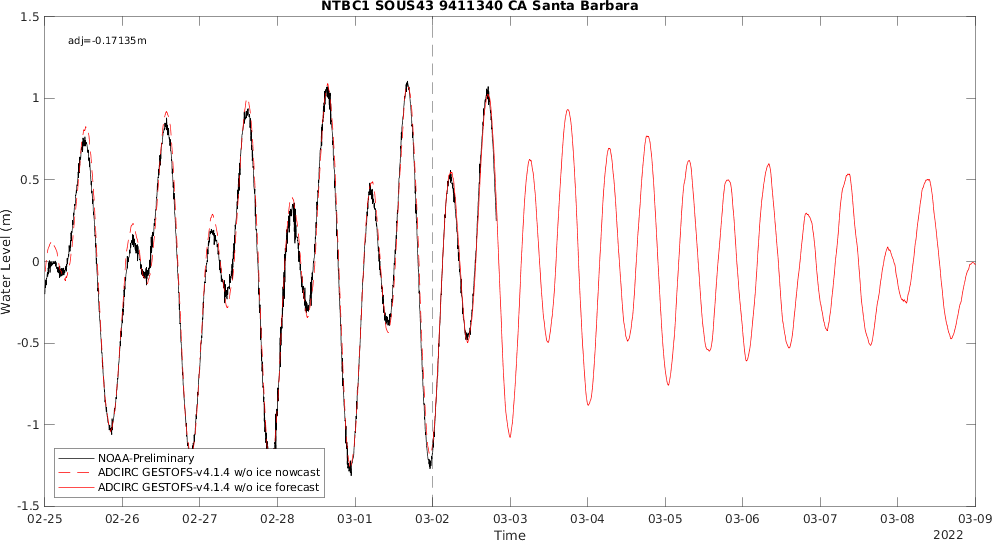 NTBC1 SOUS43 9411340 CA Santa Barbara
1.5
adj=-0.17135m
1
0.5
0
-0.5
-1
-1.5
Water Level (m)
NOAA-Preliminary
ADCIRC GESTOFS-v4.1.4 w/o ice nowcast
ADCIRC GESTOFS-v4.1.4 w/o ice forecast
02-25 02-26 02-27 02-28 03-01 03-02 03-03 03-04 03-05 03-06 03-07 03-08 03-09
Time
2022